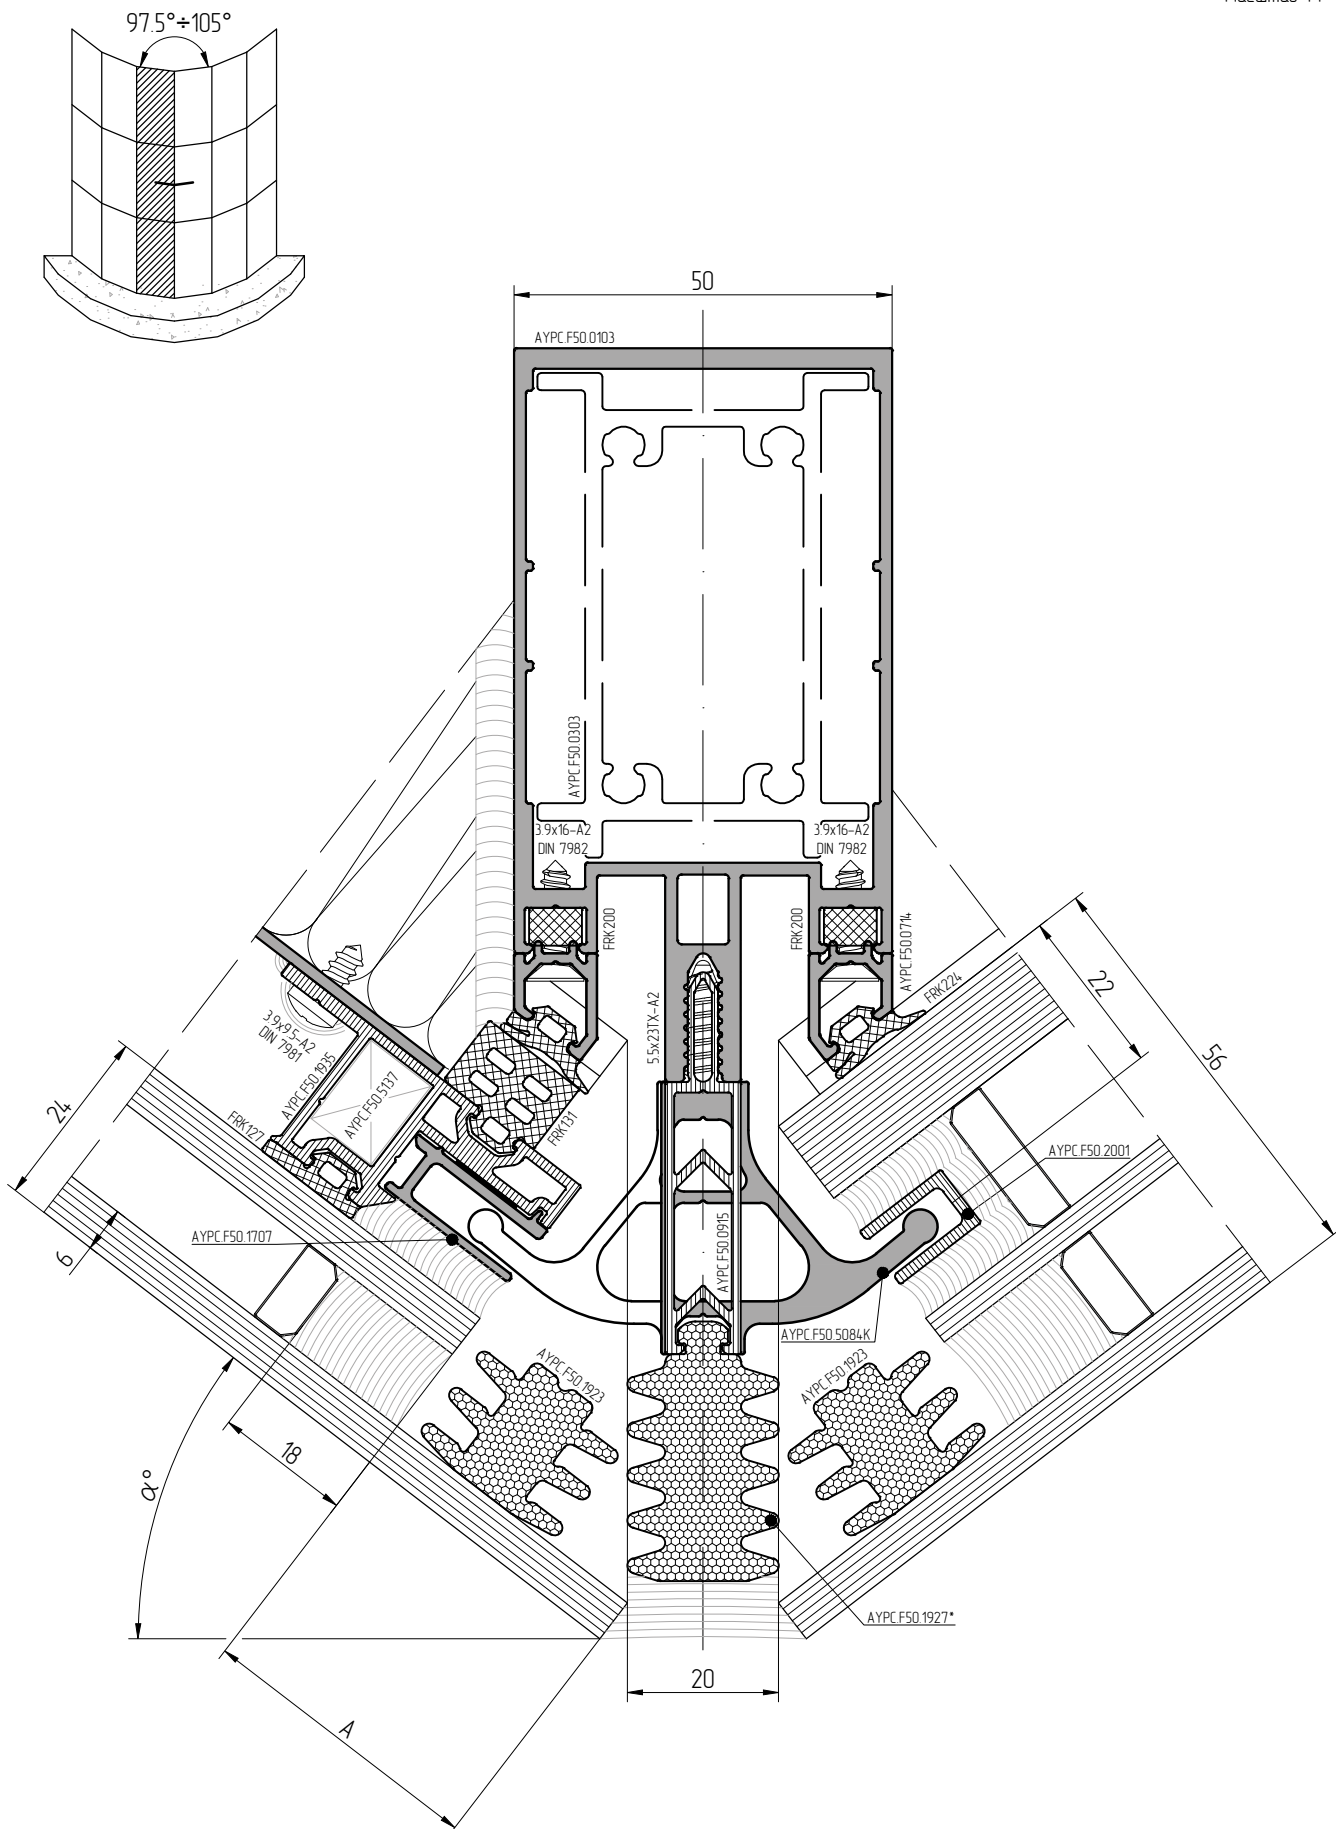 97.5°÷105°
50
AYPC.F50.0103
AYPC.F50.0303
3.9x16-A2
DIN 7982
3.9x16-A2
DIN 7982
FRK200
FRK200
AYPC.F50.0714
FRK224
22
56
5.5x23TX-A2
3.9x9.5-A2
DIN 7981
AYPC.F50.1935
AYPC.F50.5137
FRK127
FRK131
24
6
AYPC.F50.2001
AYPC.F50.1707
AYPC.F50.0915
AYPC.F50.5084K
AYPC.F50.1923
AYPC.F50.1923
18
α°
AYPC.F50.1927*
20
A